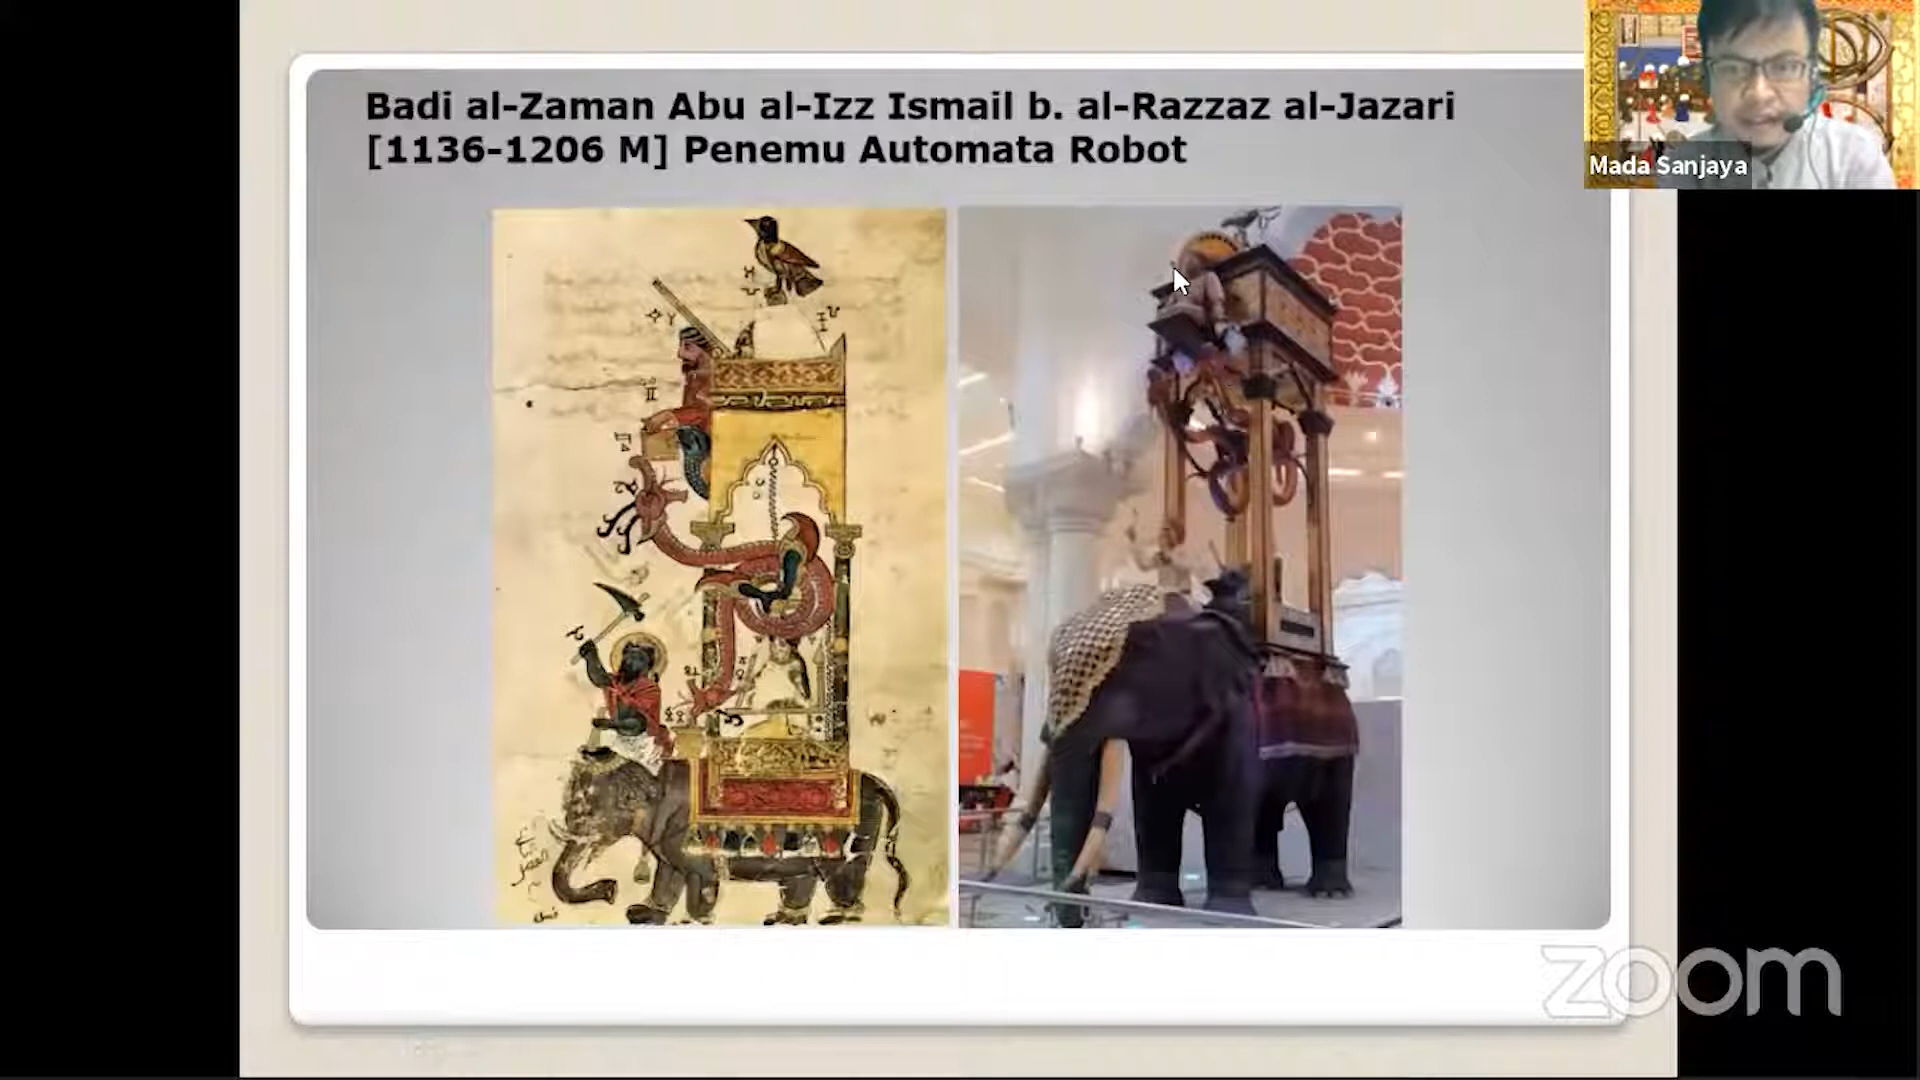 Badi al-Zaman Abu al-Izz Ismail b. al-Razzaz al-Jazari
[1136-1206 M] Penemu Automata Robot
Mada Sanjaya
zoom